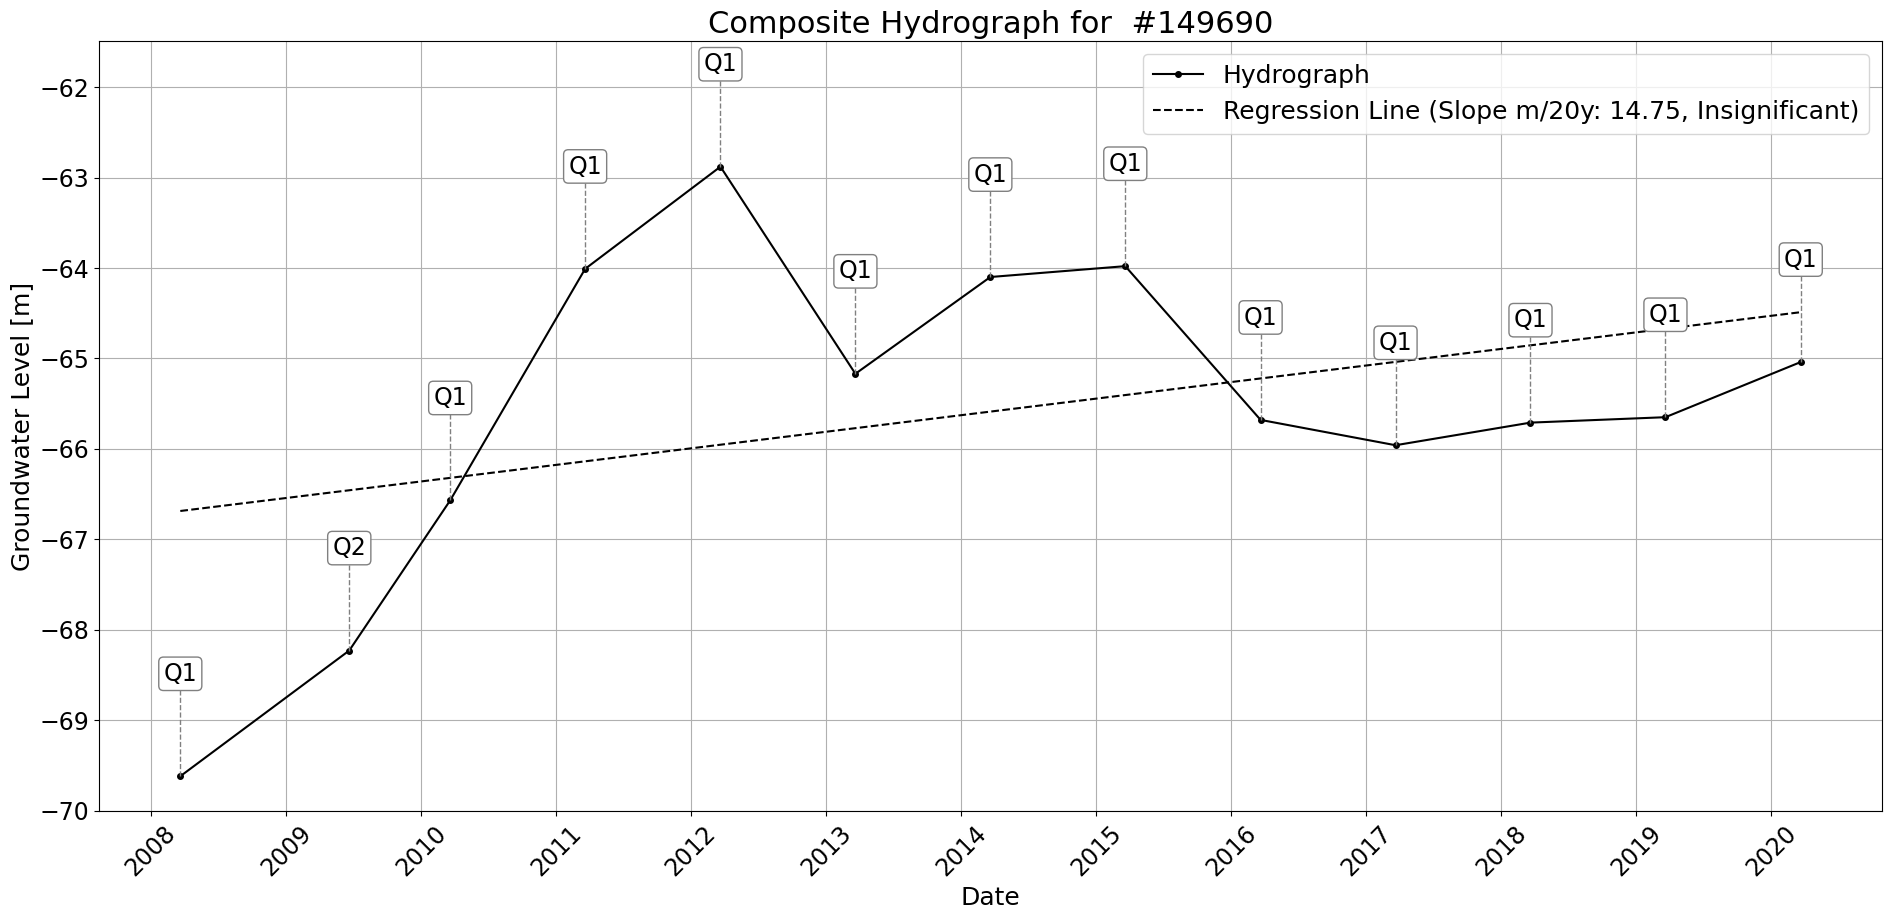 Composite Hydrograph for  #149690
Hydrograph
Regression Line (Slope m/20y: 14.75, Insignificant)
Groundwater Level [m]
−62
−63
−64
−65
−66
−67
−68
−69
−70
Q1
Q2
Q1
Q1
Q1
Q1
Q1
Q1
Q1
Q1
Q1
Q1
Q1
2008
2009
2010
2011
2012
2013
2014
2015
2016
2017
2018
2019
2020
Date